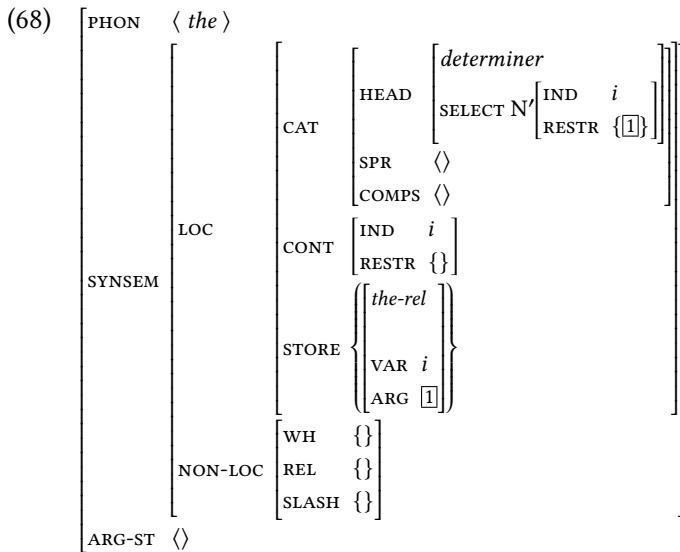 (68) PHON ⟨ the ⟩
determiner
HEAD
SELECT N′ IND i
RESTR {1}
CAT
SPR ⟨⟩
COMPS ⟨⟩
LOC
CONT IND i
RESTR {}
SYNSEM
the-rel
STORE
VAR i
ARG 1
WH {}
NON-LOC REL {}
SLASH {}
ARG-ST ⟨⟩